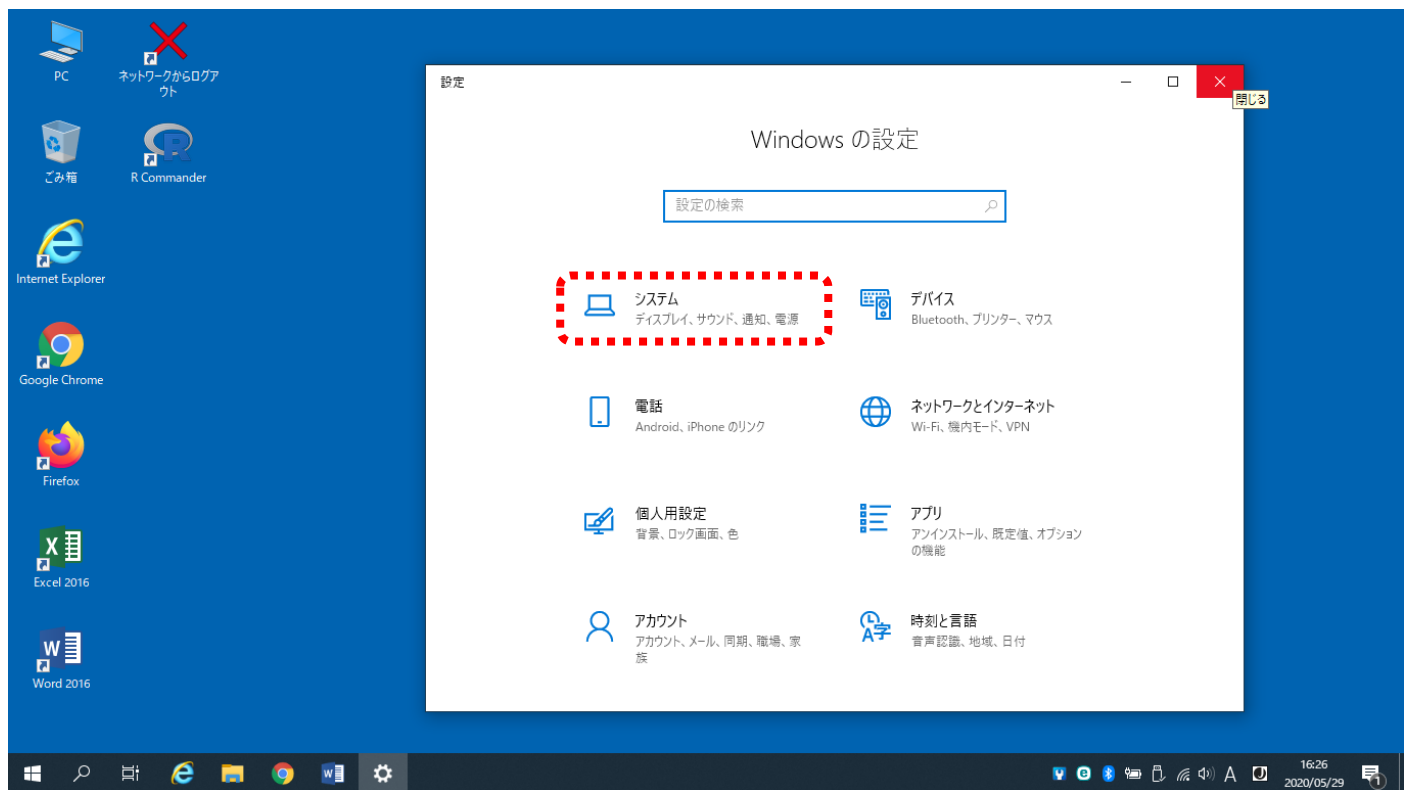 PC
ネットワークからログア
ウト
ごみ箱
R Commander
Internet Explorer
Google Chrome
Firefox
Excel 2016
Word 2016
設定
閉じる
Windows の設定
設定の検索
システム
ディスプレイ、サウンド、通知、電源
デバイス
Bluetooth、プリンター、マウス
電話
Android、iPhone のリンク
ネットワークとインターネット
Wi-Fi、機内モード、VPN
個人用設定
背景、ロック画面、色
アプリ
アンインストール、既定値、オプション
の機能
アカウント
アカウント、メール、同期、職場、家
族
時刻と言語
音声認識、地域、日付
A
16:26
2020/05/29
1